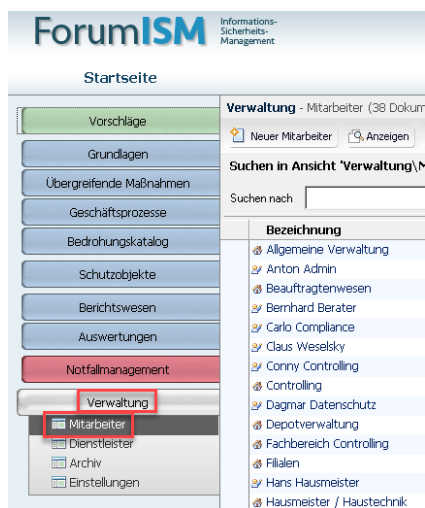 ForumISM
Informations-
Sicherheits-
Management
Startseite
Vorschläge
Grundlagen
Übergreifende Maßnahmen
Geschäftsprozesse
Bedrohungskatalog
Schutzobjekte
Berichtswesen
Auswertungen
Notfallmanagement
Verwaltung
Mitarbeiter
Dienstleister
Archiv
Einstellungen
Verwaltung - Mitarbeiter (38 Dokum
Neuer Mitarbeiter
Anzeigen
Suchen in Ansicht 'Verwaltung\M
Suchen nach
Bezeichnung
Allgemeine Verwaltung
Anton Admin
Beauftragtenwesen
Bernhard Berater
Carlo Compliance
Claus Weselsky
Conny Controlling
Controlling
Dagmar Datenschutz
Depotverwaltung
Fachbereich Controlling
Filialen
Hans Hausmeister
Hausmeister / Haustechnik